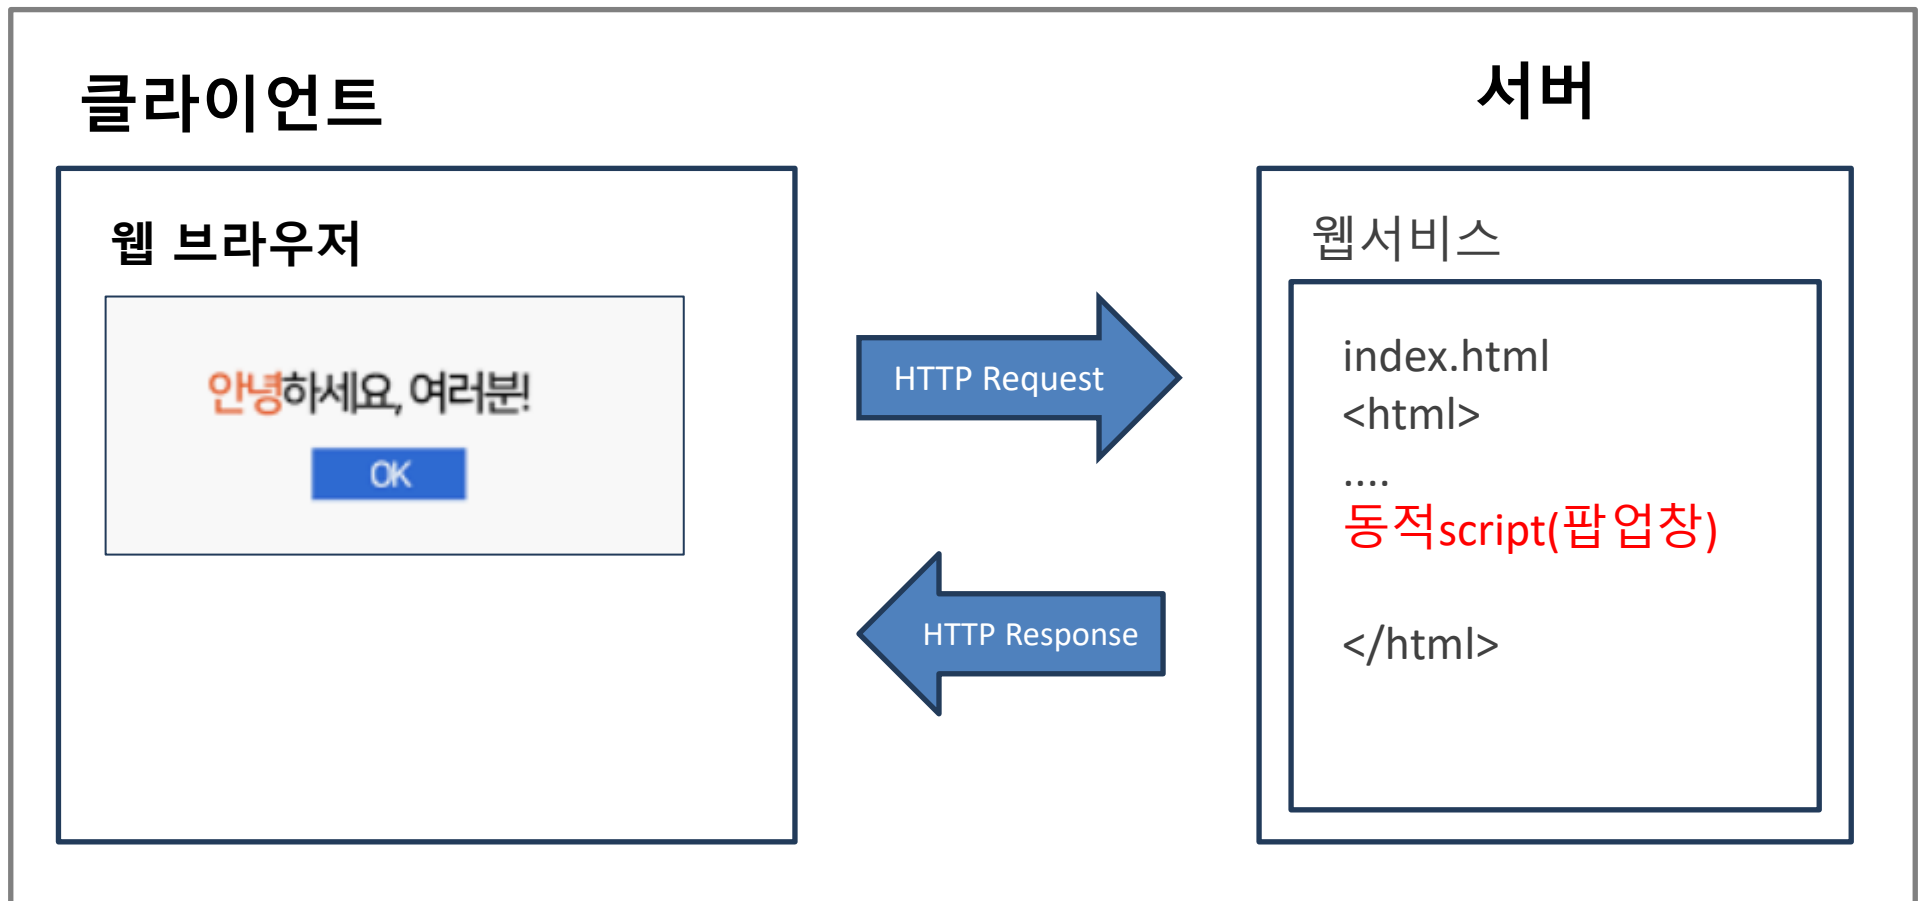 클라이언트
서버
웹 브라우저
안녕하세요, 여러분!
OK
HTTP Request
HTTP Response
웹서비스
index.html
<html>
....
동적script(팝업창)
</html>